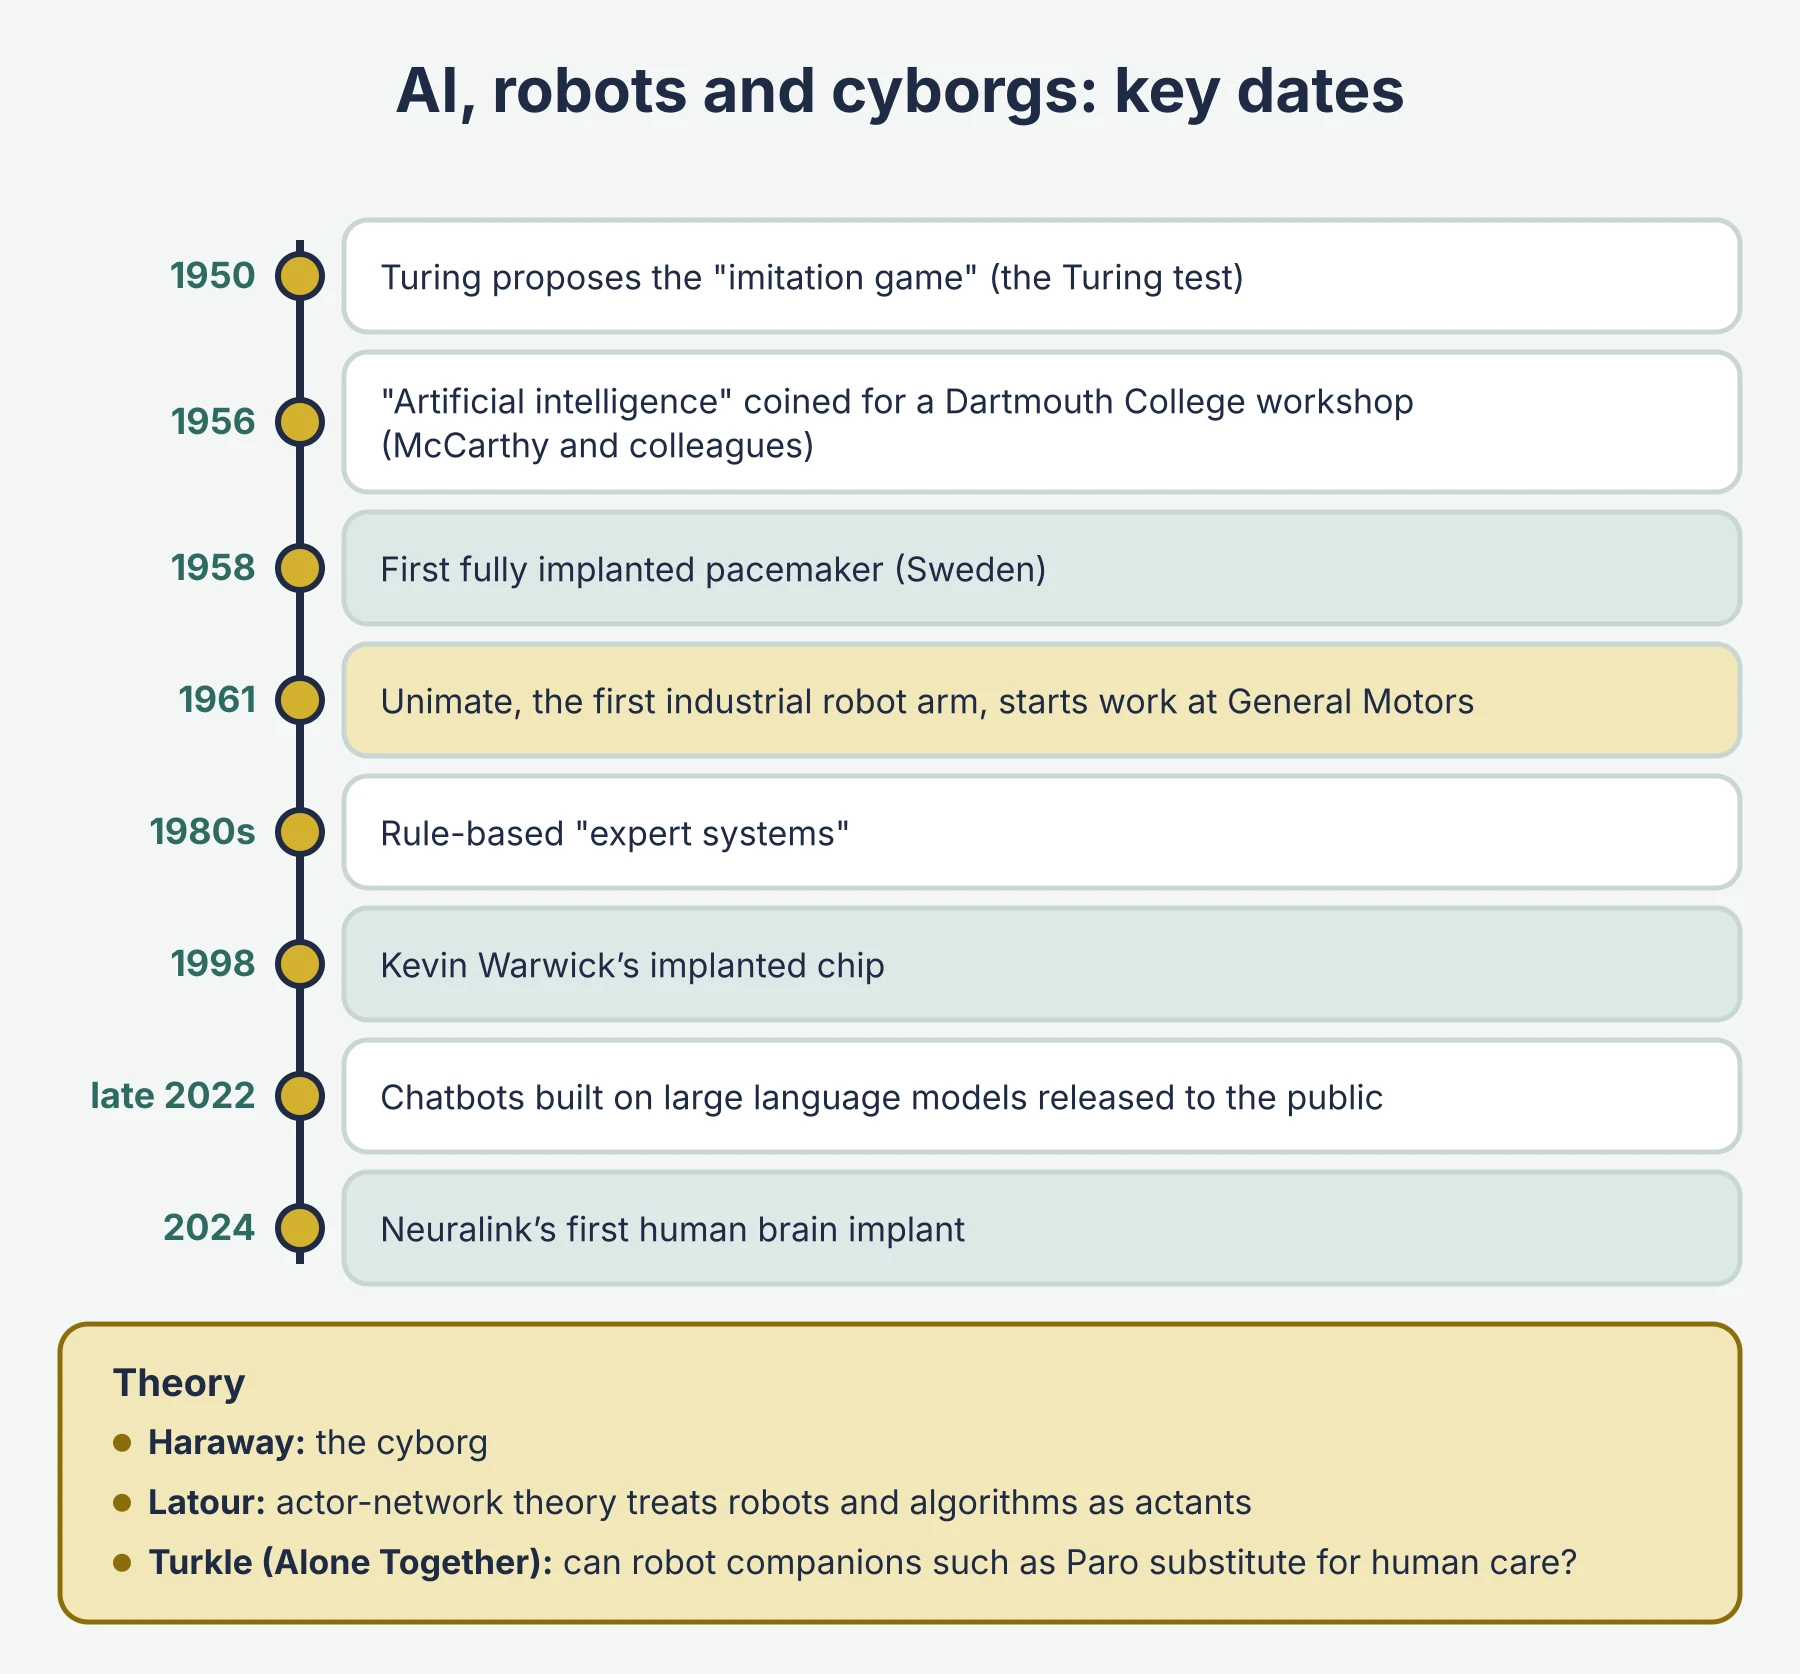 AI, robots and cyborgs: key dates
1950
Turing proposes the "imitation game" (the Turing test)
1956
"Artificial intelligence" coined for a Dartmouth College workshop
(McCarthy and colleagues)
1958
First fully implanted pacemaker (Sweden)
1961
Unimate, the first industrial robot arm, starts work at General Motors
1980s
Rule-based "expert systems"
1998
Kevin Warwick’s implanted chip
late 2022
Chatbots built on large language models released to the public
2024
Neuralink’s first human brain implant
Theory
Haraway: the cyborg
Latour: actor-network theory treats robots and algorithms as actants
Turkle (Alone Together): can robot companions such as Paro substitute for human care?